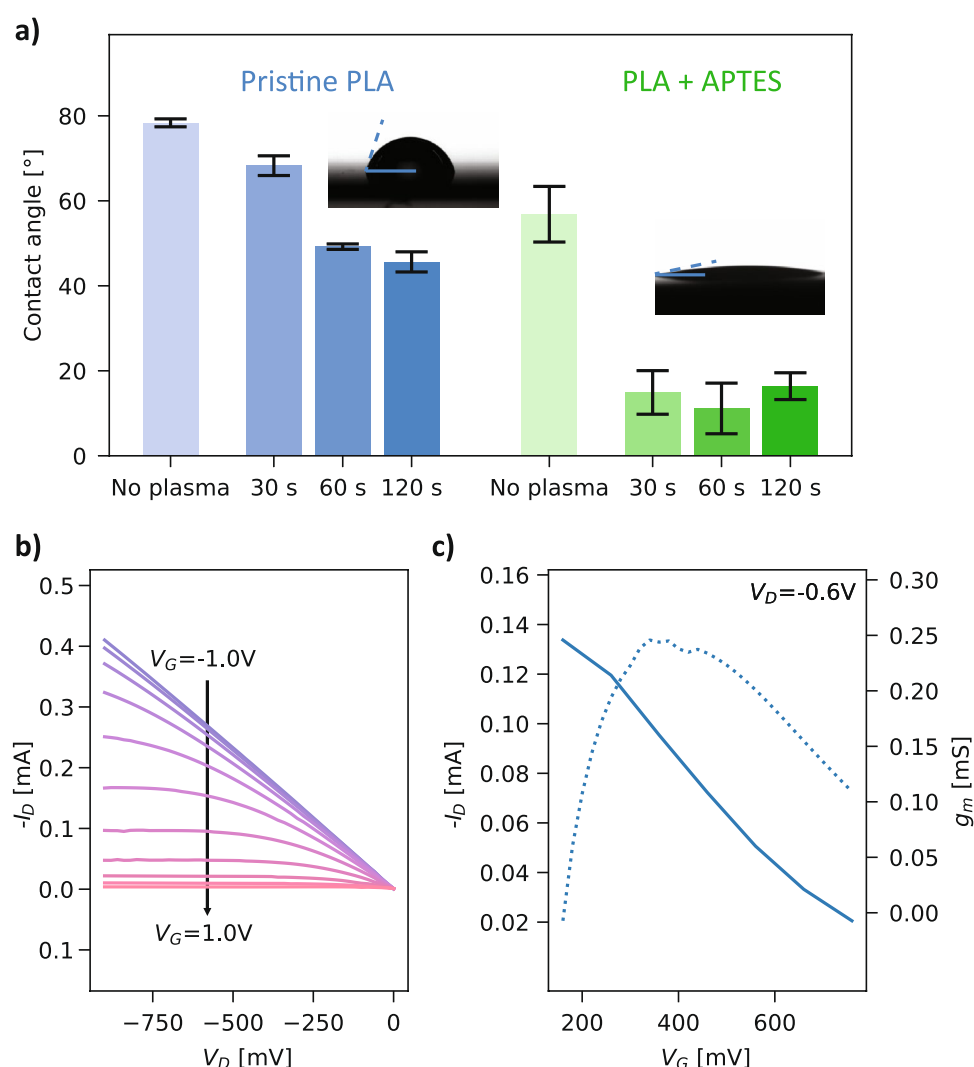 a)
Pristine PLA
PLA + APTES
Contact angle [°]
80
60
40
20
0
No plasma
30 s
60 s
120 s
No plasma
30 s
60 s
120 s
b)
0.5
0.4
0.3
0.2
0.1
0.0
0.1
-I_D [mA]
V_G=-1.0V
V_G=1.0V
−750
−500
−250
0
V_D [mV]
c)
V_D=-0.6V
0.16
0.14
0.12
0.10
0.08
0.06
0.04
0.02
-I_D [mA]
0.30
0.25
0.20
0.15
0.10
0.05
0.00
g_m [mS]
200
400
600
V_G [mV]